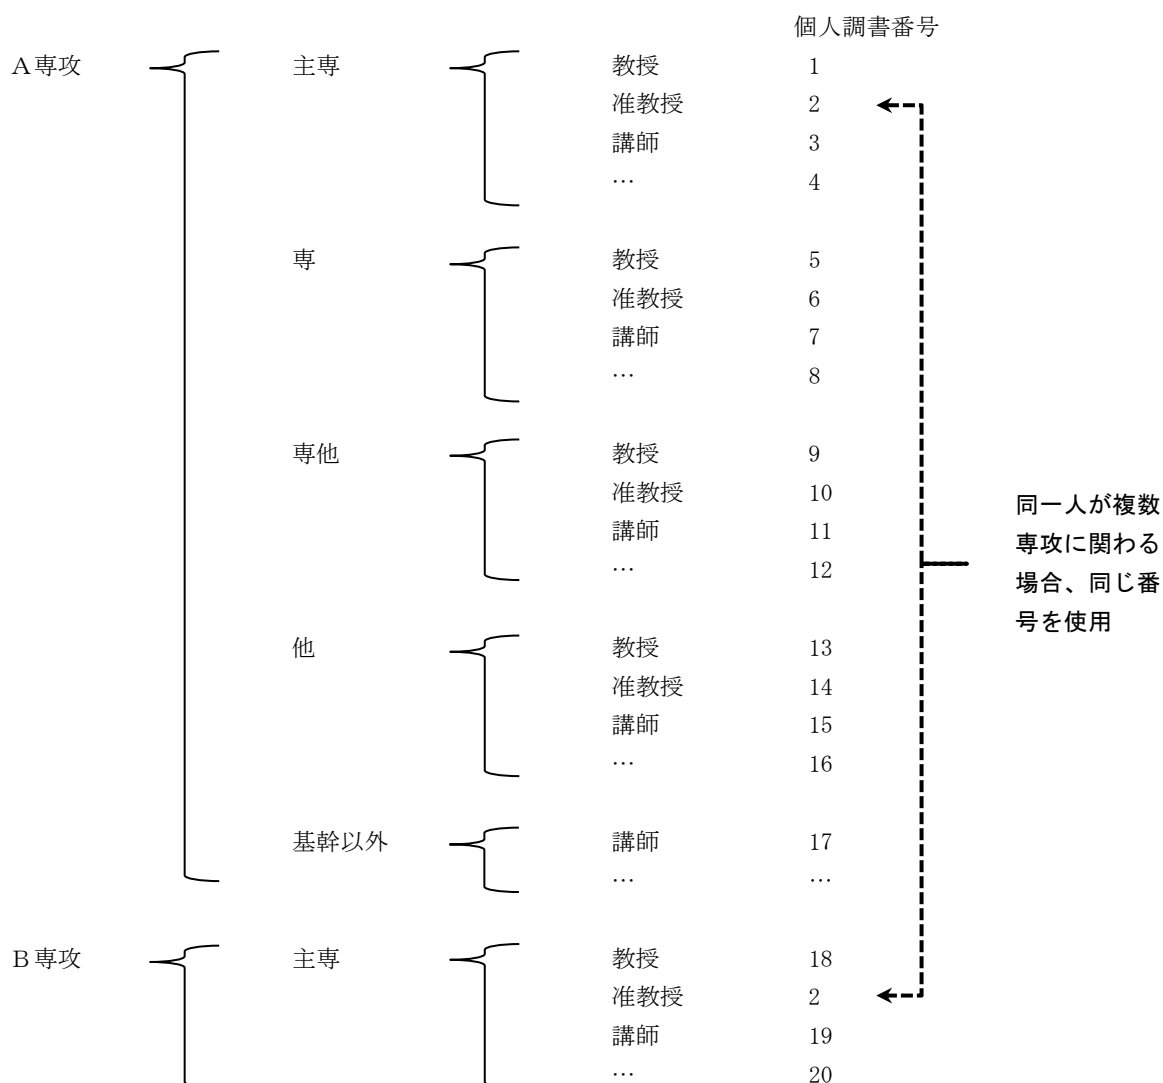 個人調書番号
A専攻 主専 教授 1
准教授 2
講師 3
… 4
専 教授 5
准教授 6
講師 7
… 8
専他 教授 9
准教授 10
講師 11
… 12
同一人が複数
専攻に関わる
場合、同じ番
号を使用
他 教授 13
准教授 14
講師 15
… 16
基幹以外 講師 17
… …
B専攻 主専 教授 18
准教授 2
講師 19
… 20